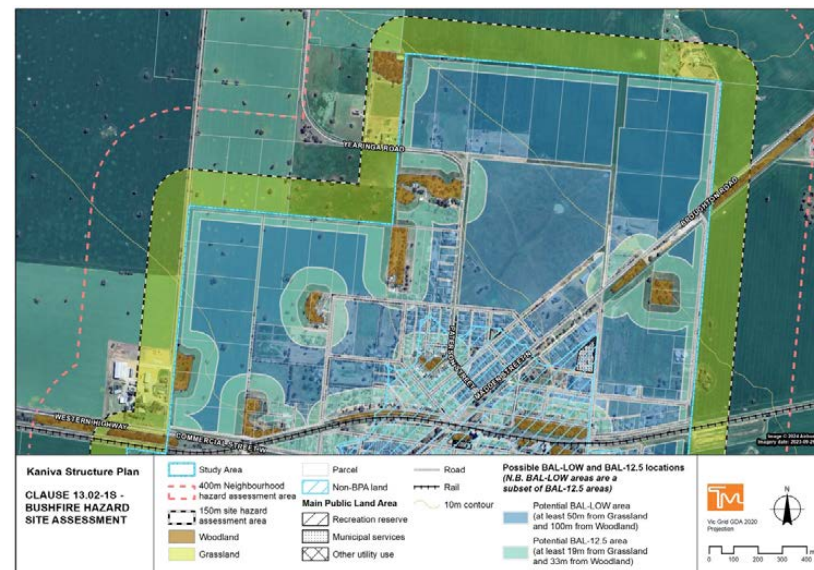 YEARINGA ROAD
BROUGHTON ROAD
FARMERS STREET
MADDEN STREET N
WESTERN HIGHWAY
COMMERCIAL STREET W
Kaniva Structure Plan
CLAUSE 13.02-1S -
BUSHFIRE HAZARD
SITE ASSESSMENT
Study Area
400m Neighbourhood
hazard assessment area
150m site hazard
assessment area
Woodland
Grassland
Parcel
Non-BPA land
Main Public Land Area
Recreation reserve
Municipal services
Other utility use
Road
Rail
10m contour
Possible BAL-LOW and BAL-12.5 locations
(N.B. BAL-LOW areas are a
subset of BAL-12.5 areas)
Potential BAL-LOW area
(at least 50m from Grassland
and 100m from Woodland)
Potential BAL-12.5 area
(at least 19m from Grassland
and 33m from Woodland)
TM
Vic Grid GDA 2020
Projection
N
0 100 200 300 400